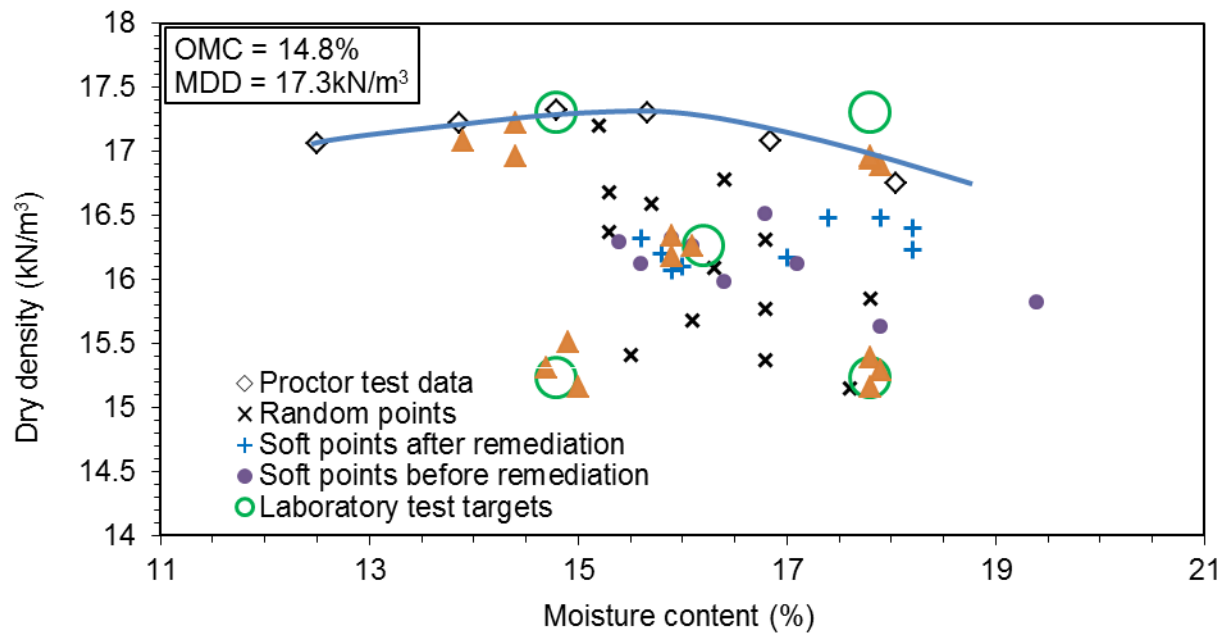 18
17.5
17
16.5
16
15.5
15
14.5
14
Dry density (kN/m³)
OMC = 14.8%
MDD = 17.3kN/m³
Proctor test data
Random points
Soft points after remediation
Soft points before remediation
Laboratory test targets
11 13 15 17 19 21
Moisture content (%)